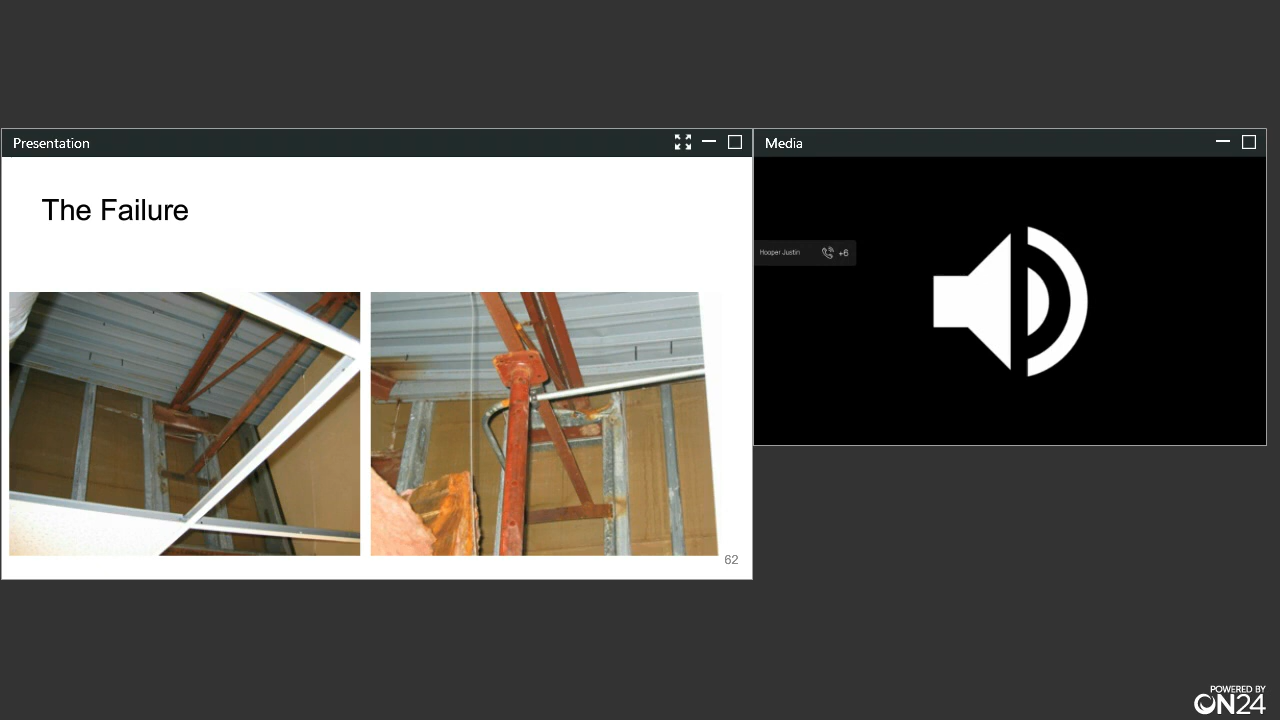 Presentation
Media
The Failure
Hooper Justin
+6
62
POWERED BY
ON24